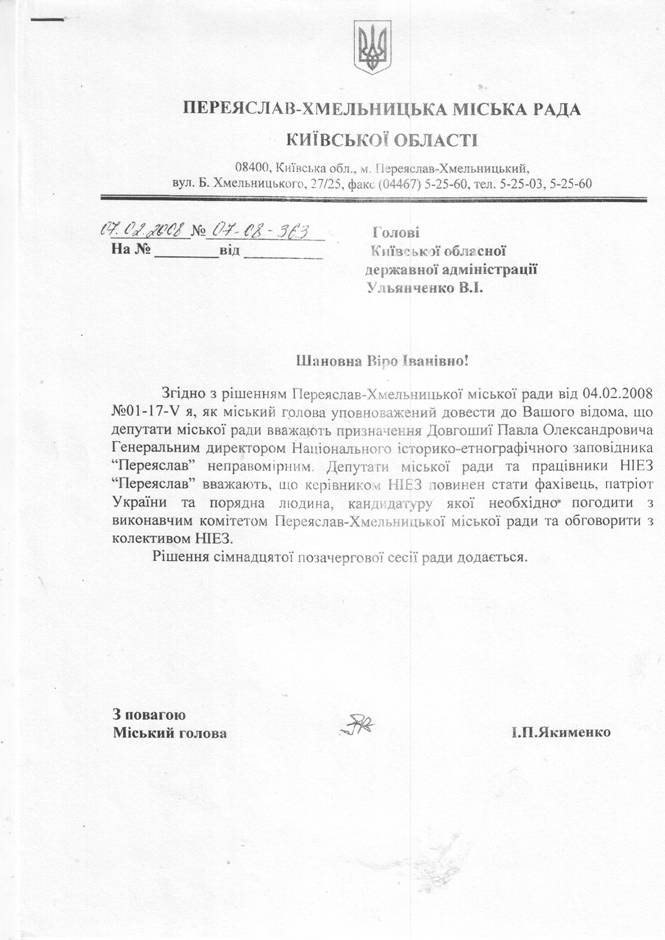 ПЕРЕЯСЛАВ-ХМЕЛЬНИЦЬКА МІСЬКА РАДА
КИЇВСЬКОЇ ОБЛАСТІ
08400, Київська обл., м. Переяслав-Хмельницький,
вул. Б. Хмельницького, 27/25, факс (04467) 5-25-60, тел. 5-25-03, 5-25-60
07.02.2008 № 07-08-363
На № _________від __________
Голові
Київської обласної
державної адміністрації
Ульянченко В.І.
Шановна Віро Іванівно!
Згідно з рішенням Переяслав-Хмельницької міської ради від 04.02.2008
№01-17-V я, як міський голова уповноважений довести до Вашого відома, що
депутати міської ради вважають призначення Довгошиї Павла Олександровича
Генеральним директором Національного історико-етнографічного заповідника
“Переяслав” неправомірним. Депутати міської ради та працівники НІЕЗ
“Переяслав” вважають, що керівником НІЕЗ повинен стати фахівець, патріот
України та порядна людина, кандидатуру якої необхідно погодити з
виконавчим комітетом Переяслав-Хмельницької міської ради та обговорити з
колективом НІЕЗ.
Рішення сімнадцятої позачергової сесії ради додається.
З повагою
Міський голова
І.П.Якименко